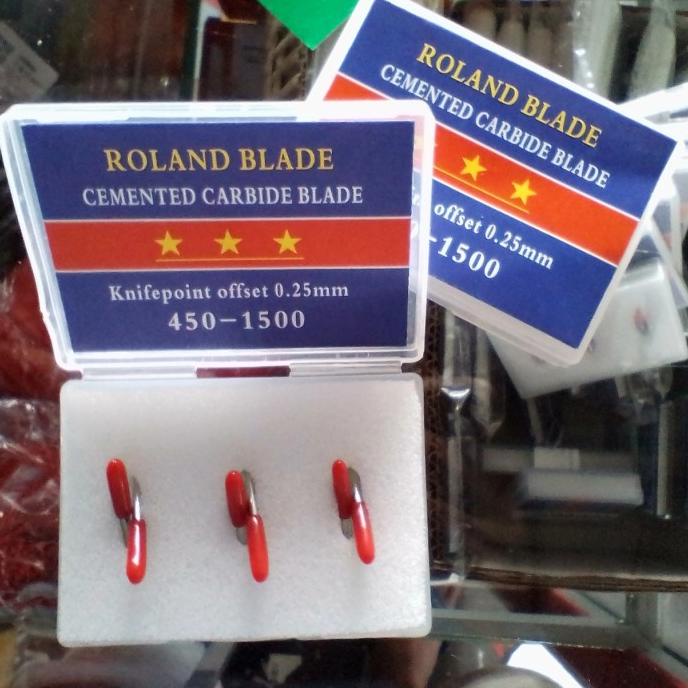 ROLAND BLADE
CEMENTED CARBIDE BLADE
Knifepoint offset 0.25mm
450-1500
ROLAND BLADE
CEMENTED CARBIDE BLADE
offset 0.25mm
-1500